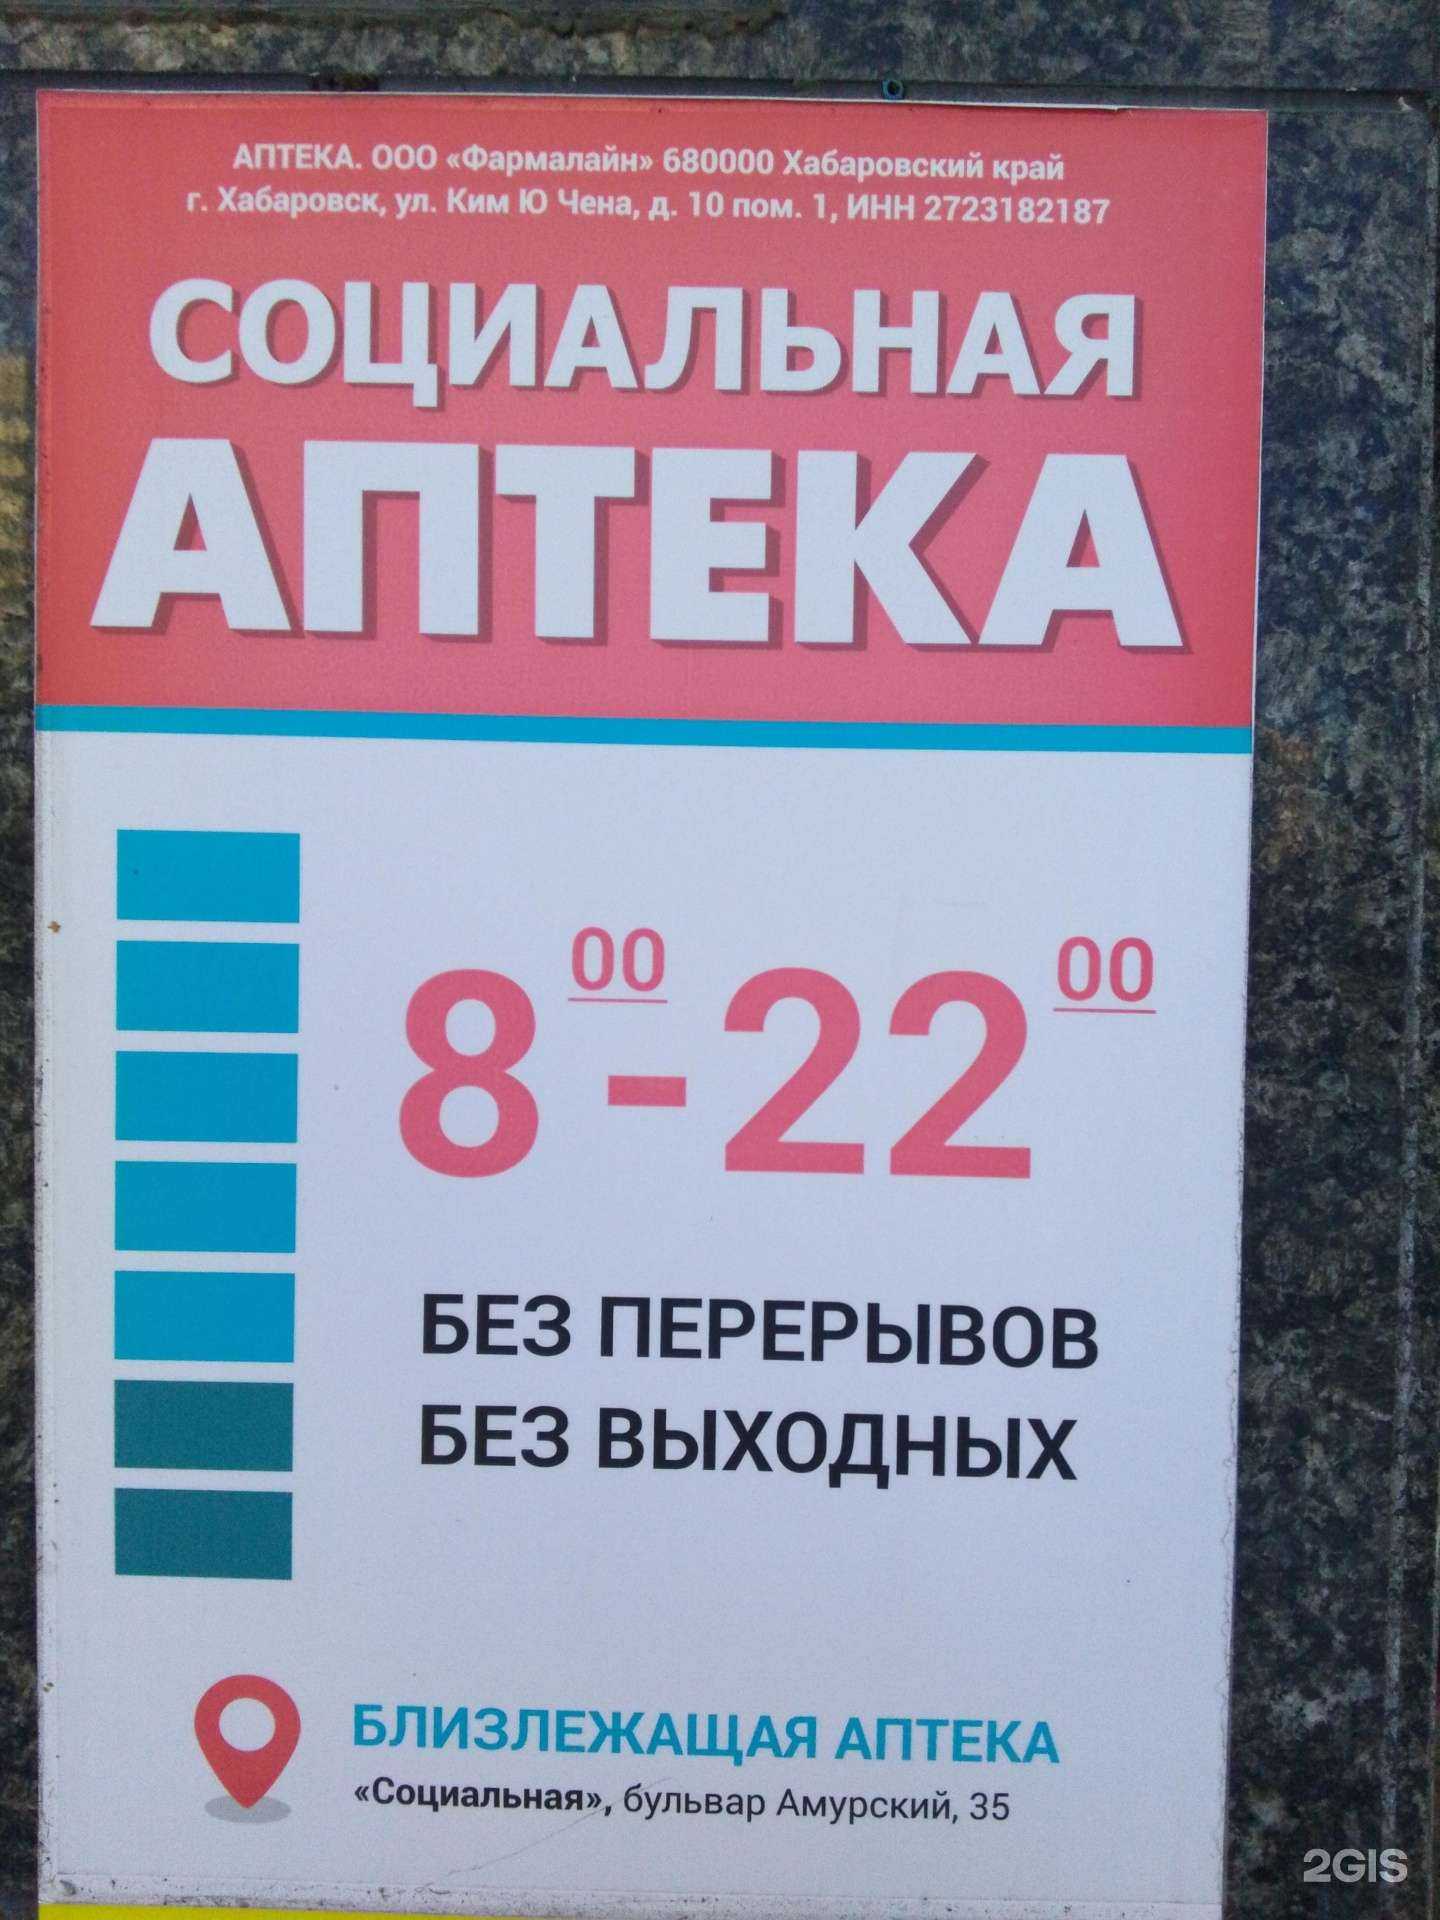 АПТЕКА. ООО «Фармалайн» 680000 Хабаровский край
г. Хабаровск, ул. Ким Ю Чена, д. 10 пом. 1, ИНН 2723182187
СОЦИАЛЬНАЯ
АПТЕКА
8 00 - 22 00
БЕЗ ПЕРЕРЫВОВ
БЕЗ ВЫХОДНЫХ
БЛИЗЛЕЖАЩАЯ АПТЕКА
«Социальная», бульвар Амурский, 35
2GIS